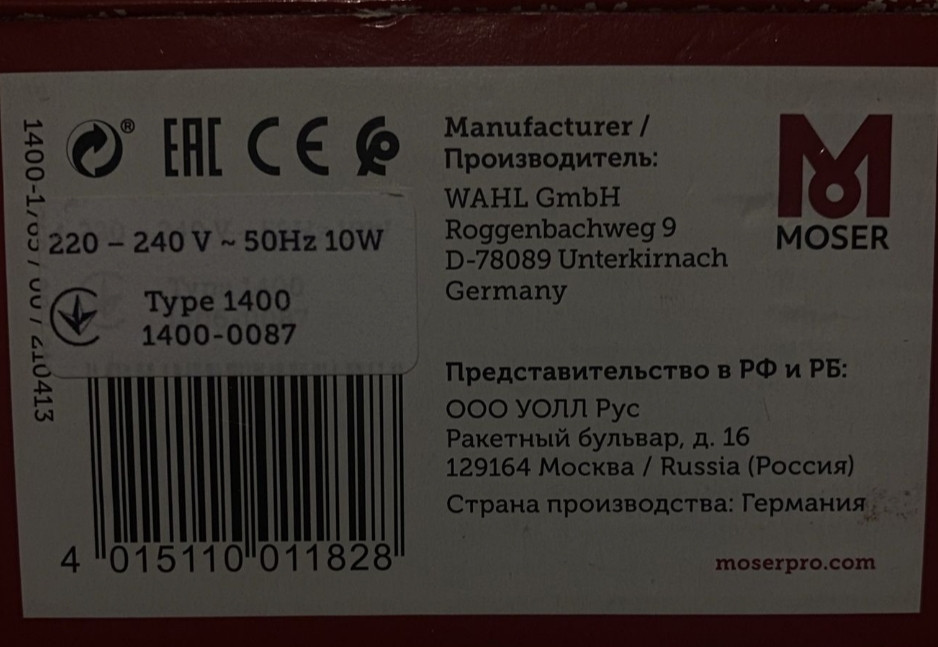 EAC CE
220 – 240 V ~ 50Hz 10W
Type 1400
1400-0087
4 015110 011828
Manufacturer /
Производитель:
WAHL GmbH
Roggenbachweg 9
D-78089 Unterkirnach
Germany
MOSER
Представительство в РФ и РБ:
ООО УОЛЛ Рус
Ракетный бульвар, д. 16
129164 Москва / Russia (Россия)
Страна производства: Германия
moserpro.com